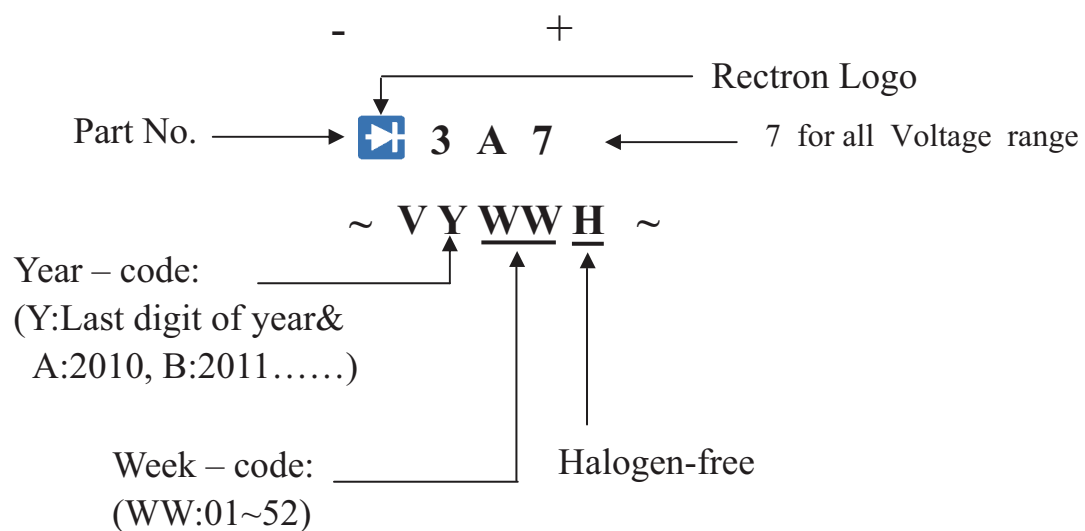 - +
Rectron Logo
Part No. 3 A 7 7 for all Voltage range
~ V Y WW H ~
Year – code:
(Y:Last digit of year&
A:2010, B:2011……)
Week – code:
(WW:01~52)
Halogen-free